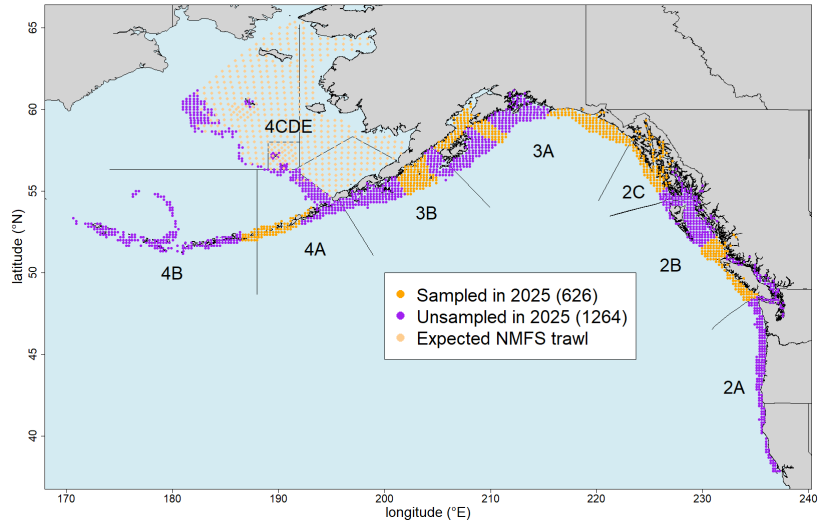 65
60
55
50
45
40
latitude (°N)
4CDE
3A
3B
2C
4A
4B
2B
2A
Sampled in 2025 (626)
Unsampled in 2025 (1264)
Expected NMFS trawl
170
180
190
200
210
220
230
240
longitude (°E)